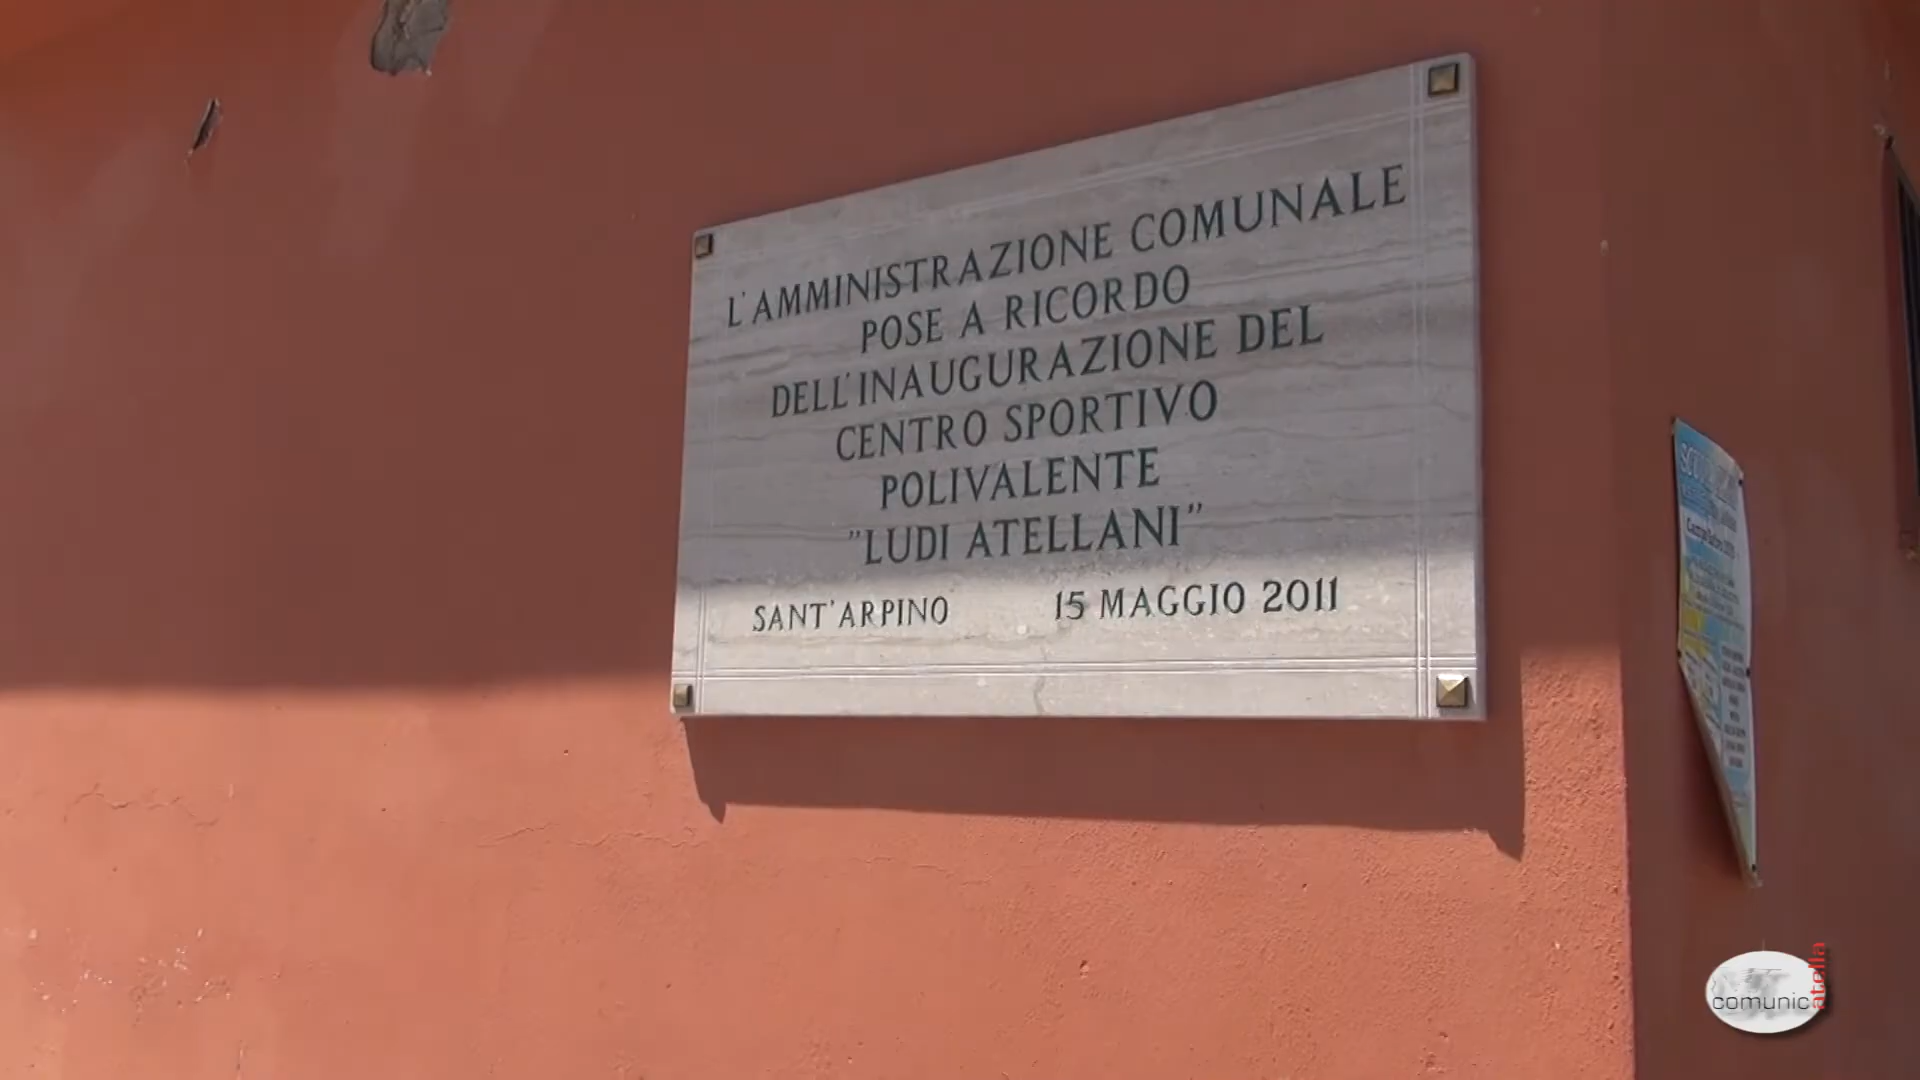 L'AMMINISTRAZIONE COMUNALE
POSE A RICORDO
DELL'INAUGURAZIONE DEL
CENTRO SPORTIVO
POLIVALENTE
"LUDI ATELLANI"
SANT'ARPINO 15 MAGGIO 2011
comunic
atella